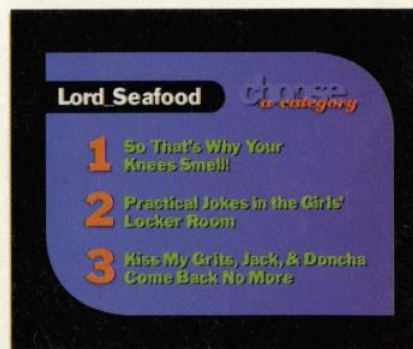 Lord_Seafood
choose
a category
1 So That's Why Your
Knees Smell!
2 Practical Jokes in the Girls'
Locker Room
3 Kiss My Grits, Jack, & Doncha
Come Back No More